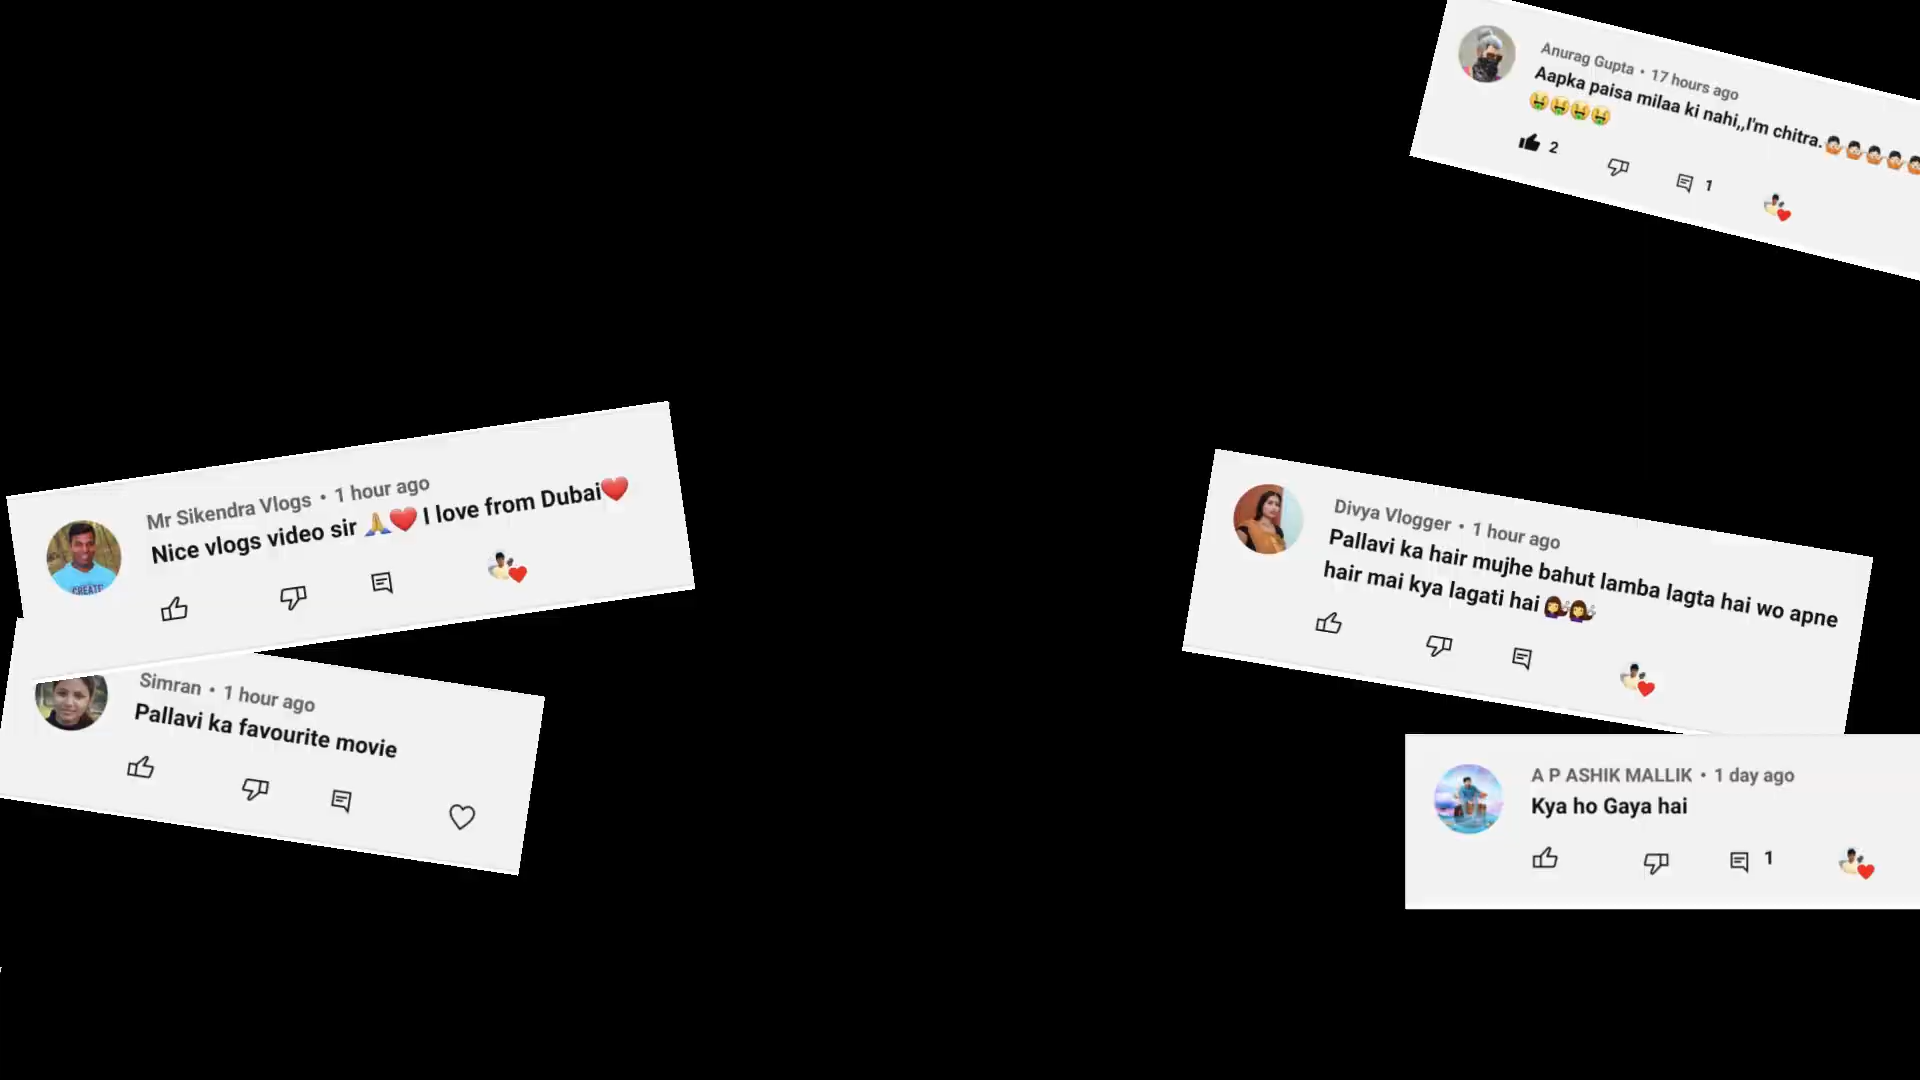 Anurag Gupta • 17 hours ago
Aapka paisa milaa ki nahi,,I'm chitra.🤷🏻🤷🏻🤷🏻🤷🏻🤷🏻
🤑🤑🤑🤑
2
1
Mr Sikendra Vlogs • 1 hour ago
Nice vlogs video sir 🙏❤️ I love from Dubai❤️
CREATE
Divya Vlogger • 1 hour ago
Pallavi ka hair mujhe bahut lamba lagta hai wo apne
hair mai kya lagati hai 💇‍♀️💇‍♀️
Simran • 1 hour ago
Pallavi ka favourite movie
A P ASHIK MALLIK • 1 day ago
Kya ho Gaya hai
1